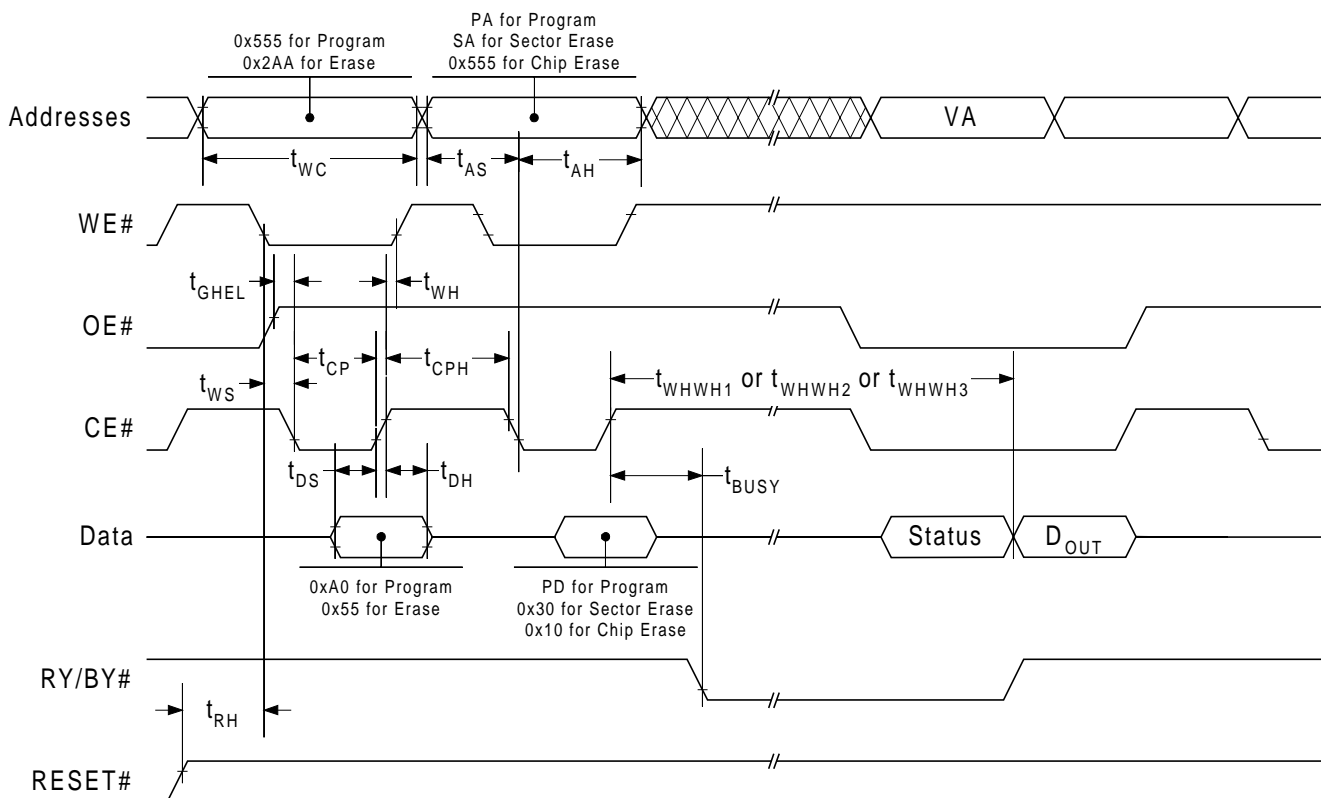 0x555 for Program
0x2AA for Erase
PA for Program
SA for Sector Erase
0x555 for Chip Erase
Addresses
VA
tWC
tAS
tAH
WE#
tGHEL
tWH
OE#
tCP
tCPH
tWS
tWHWH1 or tWHWH2 or tWHWH3
CE#
tDS
tDH
tBUSY
Data
Status
DOUT
0xA0 for Program
0x55 for Erase
PD for Program
0x30 for Sector Erase
0x10 for Chip Erase
RY/BY#
tRH
RESET#